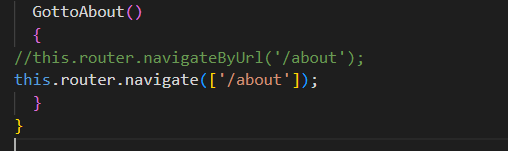 GottoAbout()
{
//this.router.navigateByUrl('/about');
this.router.navigate(['/about']);
}
}